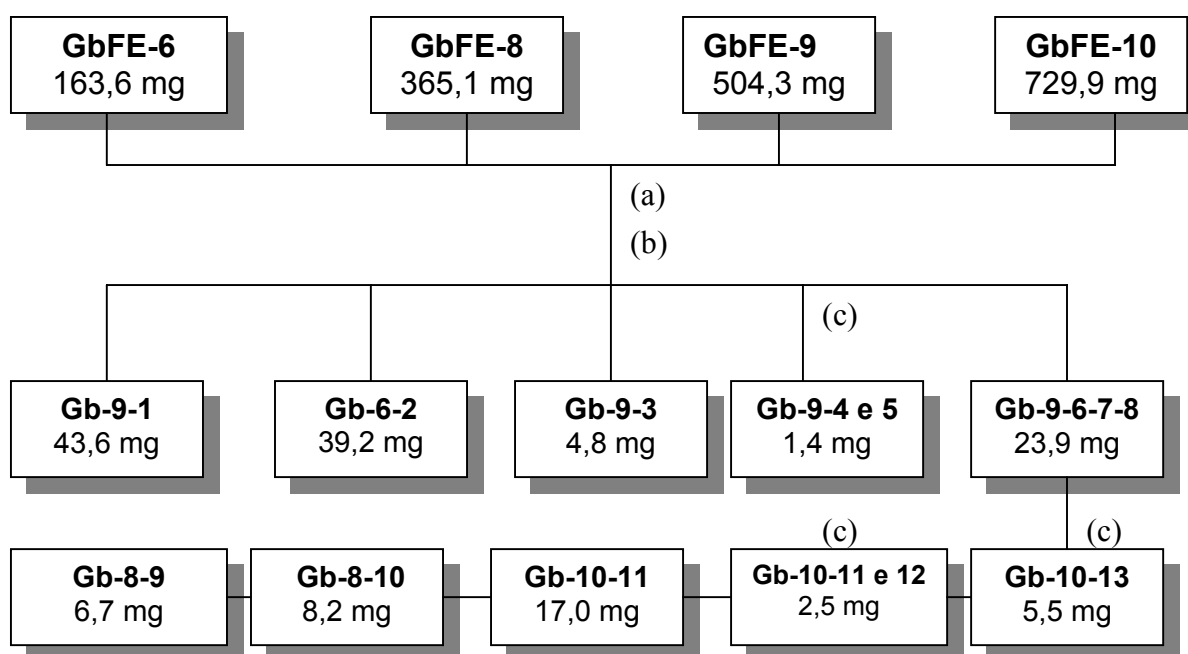 GbFE-6
163,6 mg
GbFE-8
365,1 mg
GbFE-9
504,3 mg
GbFE-10
729,9 mg
(a)
(b)
(c)
Gb-9-1
43,6 mg
Gb-6-2
39,2 mg
Gb-9-3
4,8 mg
Gb-9-4 e 5
1,4 mg
Gb-9-6-7-8
23,9 mg
(c)
(c)
Gb-8-9
6,7 mg
Gb-8-10
8,2 mg
Gb-10-11
17,0 mg
Gb-10-11 e 12
2,5 mg
Gb-10-13
5,5 mg